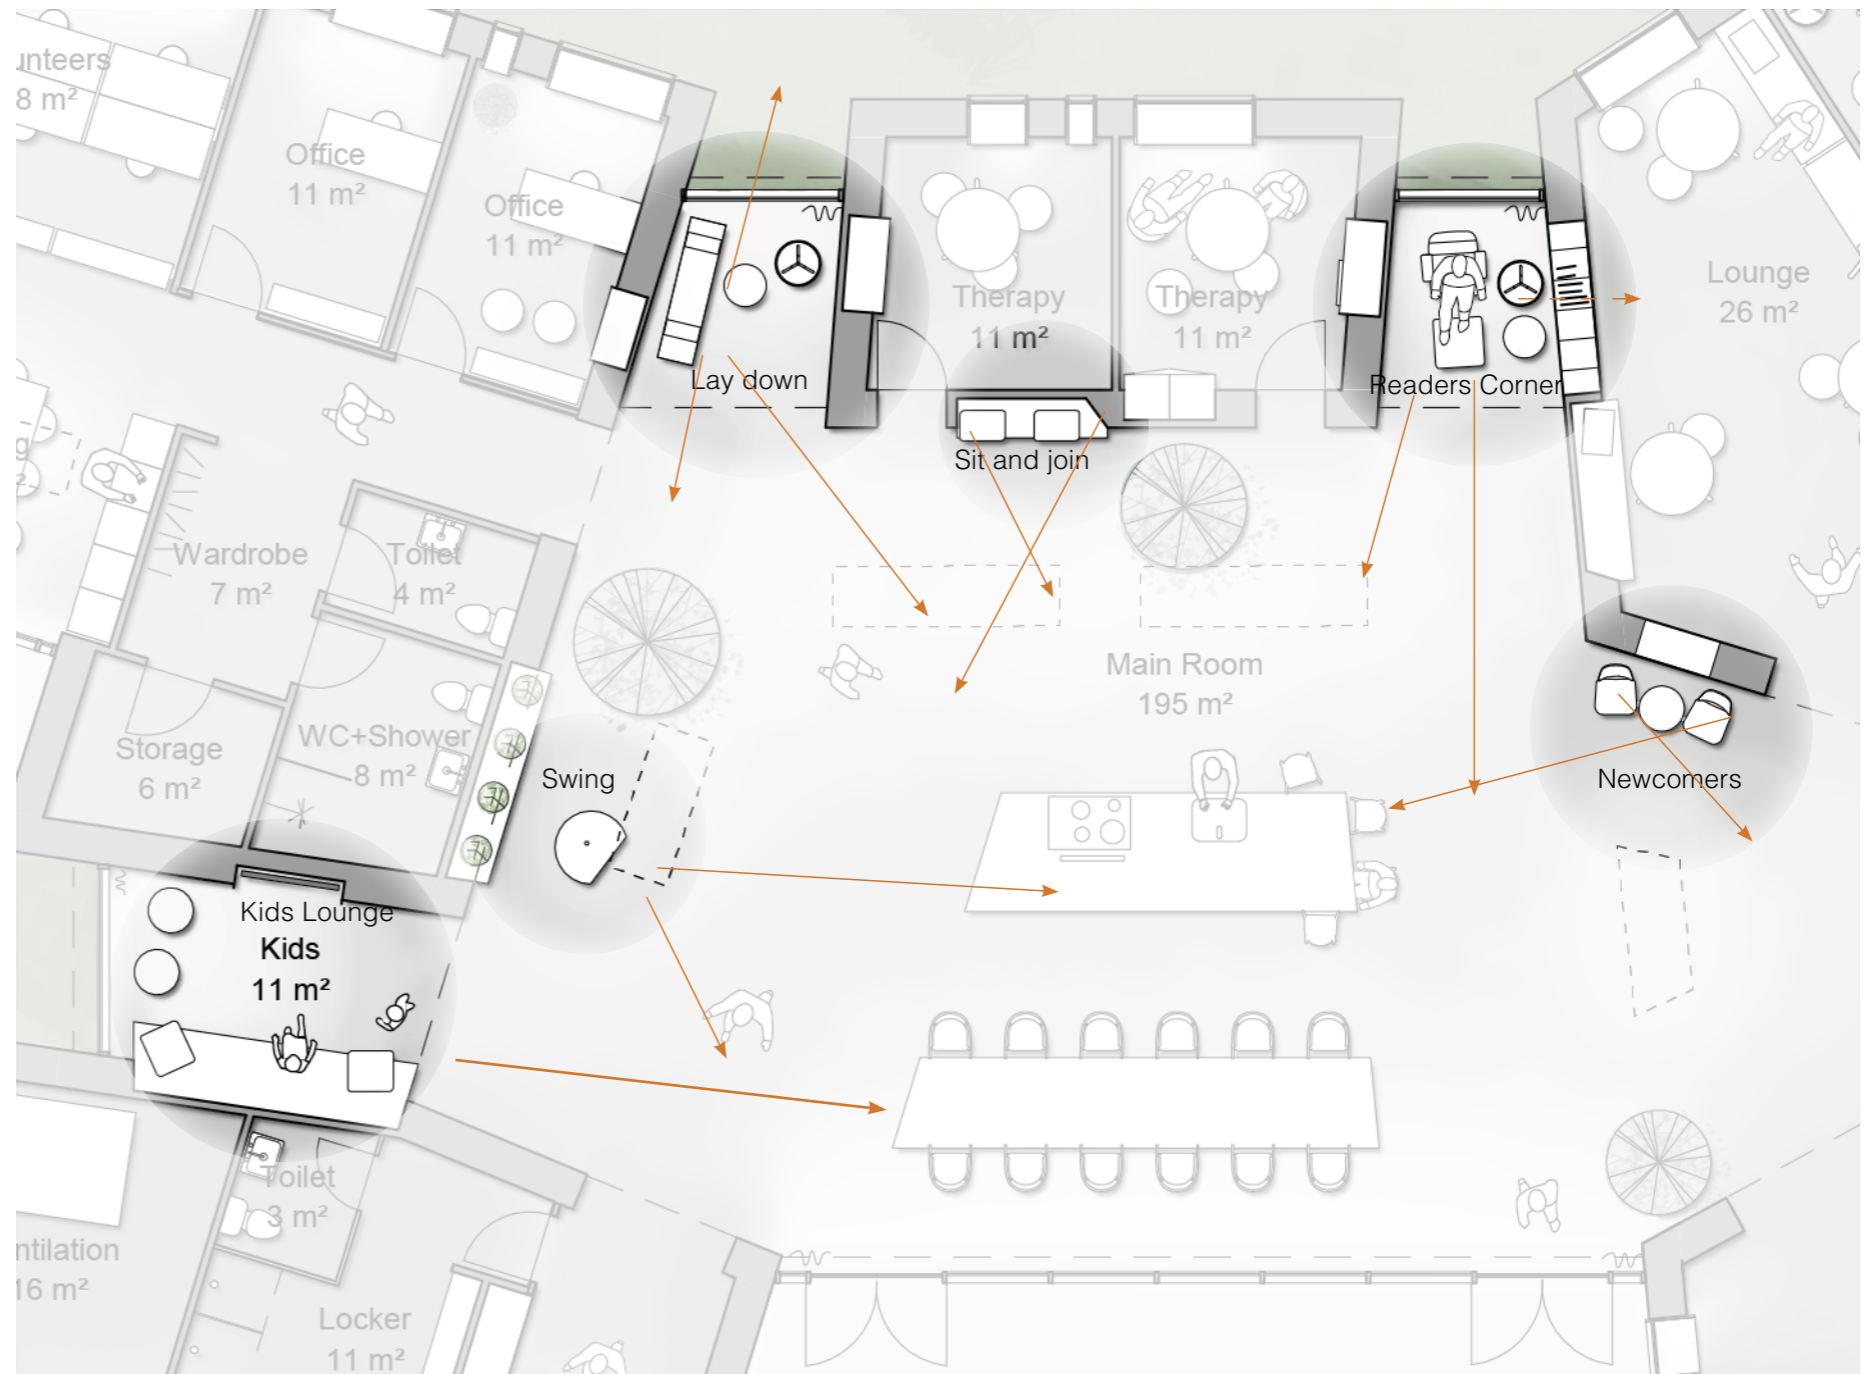 unteers
8 m²
Office
11 m²
Office
11 m²
Therapy
11 m²
Therapy
11 m²
Lounge
26 m²
Lay down
Readers Corner
Sit and join
Wardrobe
7 m²
Toilet
4 m²
Main Room
195 m²
Storage
6 m²
WC+Shower
8 m²
Swing
Newcomers
Kids Lounge
Kids
11 m²
Toilet
3 m²
ntilation
16 m²
Locker
11 m²